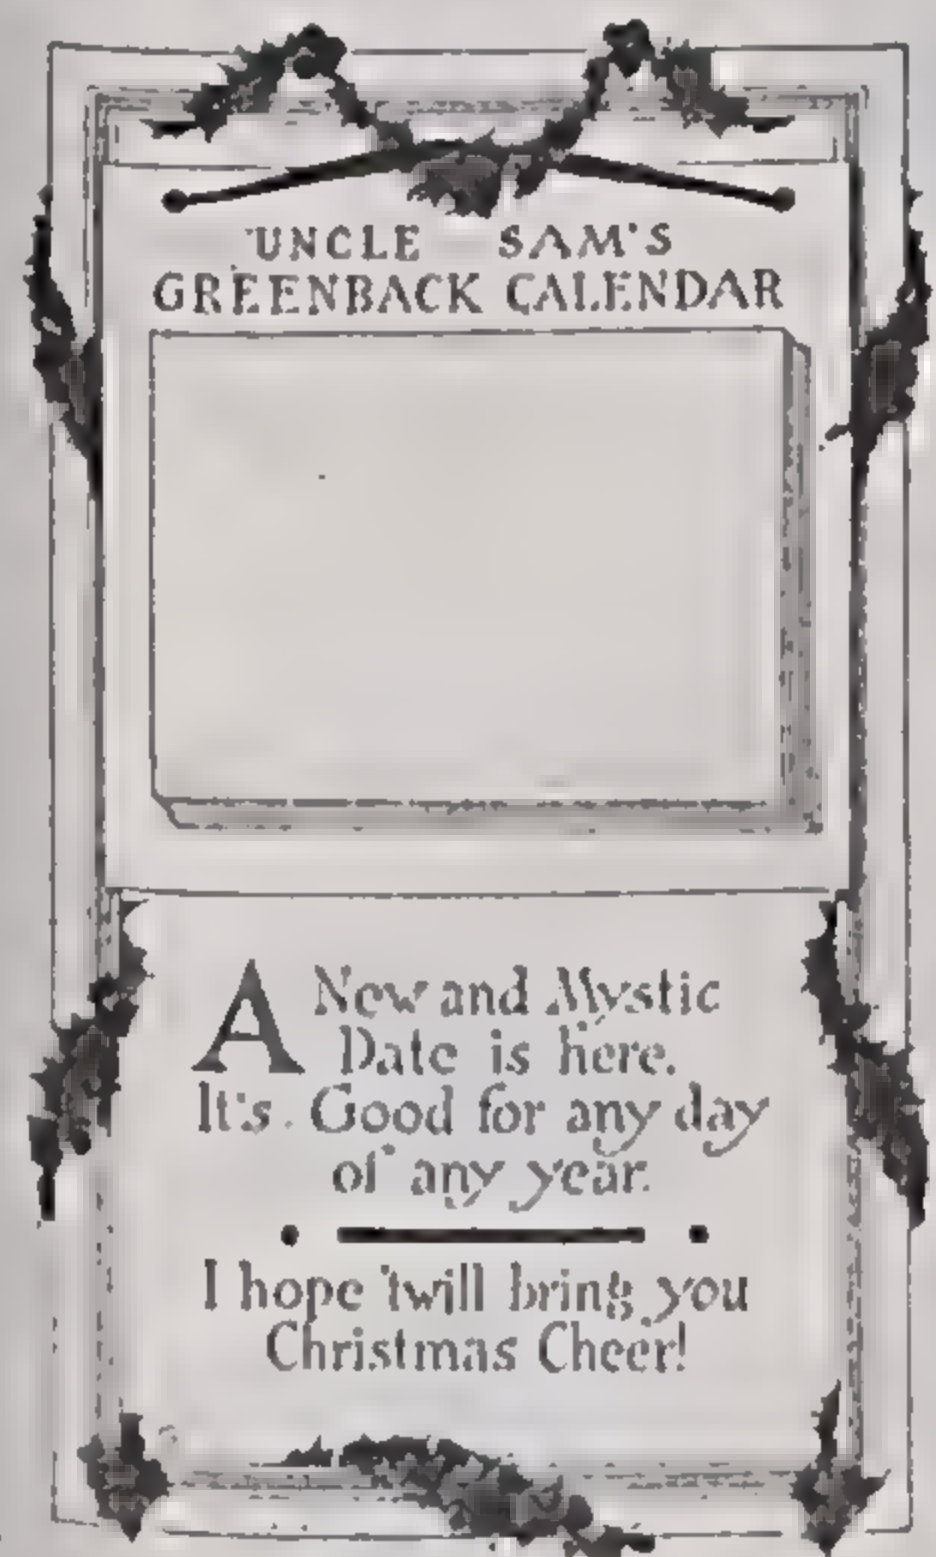 UNCLE SAM'S
GREENBACK CALENDAR
A New and Mystic
Date is here.
It's Good for any day
of any year.
I hope 'twill bring you
Christmas Cheer!